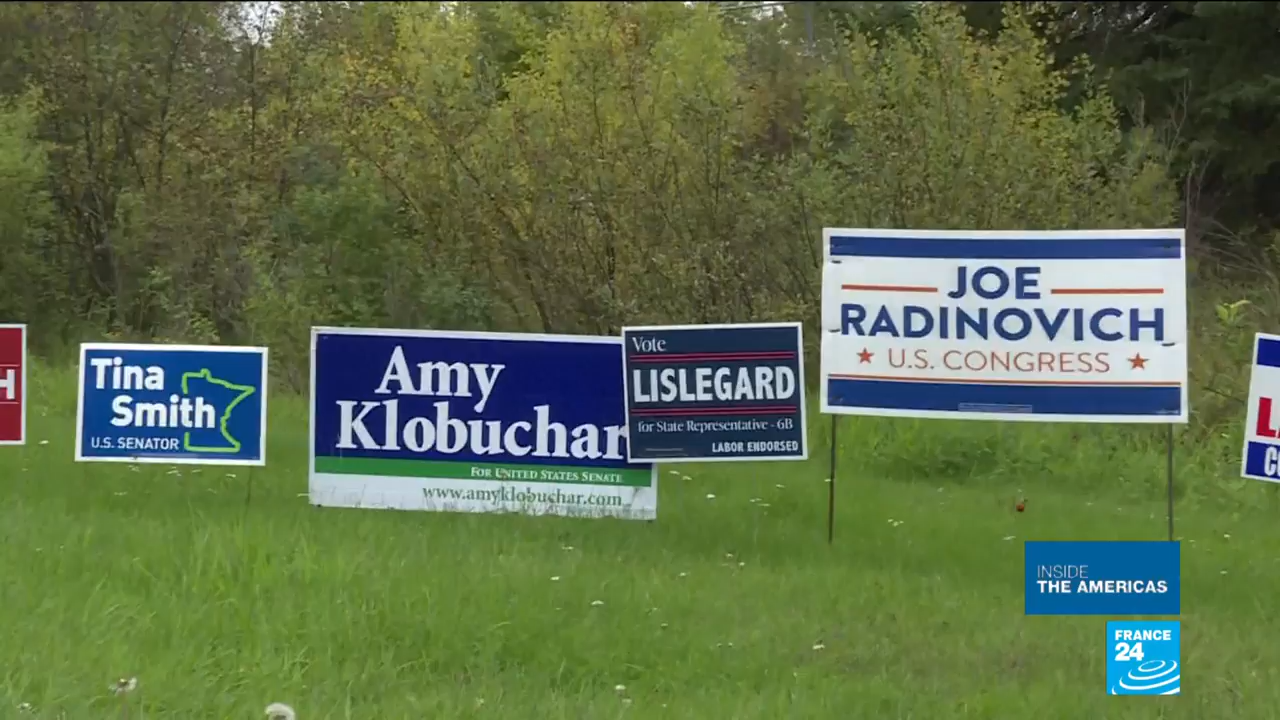 H
Tina
Smith
U.S. SENATOR
Amy
Klobuchar
FOR UNITED STATES SENATE
www.amyklobuchar.com
Vote
LISLEGARD
for State Representative - 6B
LABOR ENDORSED
JOE
RADINOVICH
U.S. CONGRESS
L
C
INSIDE
THE AMERICAS
FRANCE
24